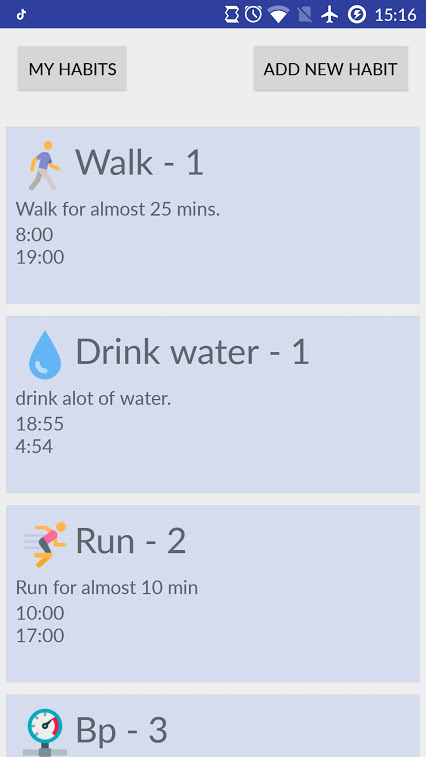 15:16
MY HABITS ADD NEW HABIT
Walk - 1
Walk for almost 25 mins.
8:00
19:00
Drink water - 1
drink alot of water.
18:55
4:54
Run - 2
Run for almost 10 min
10:00
17:00
Bp - 3